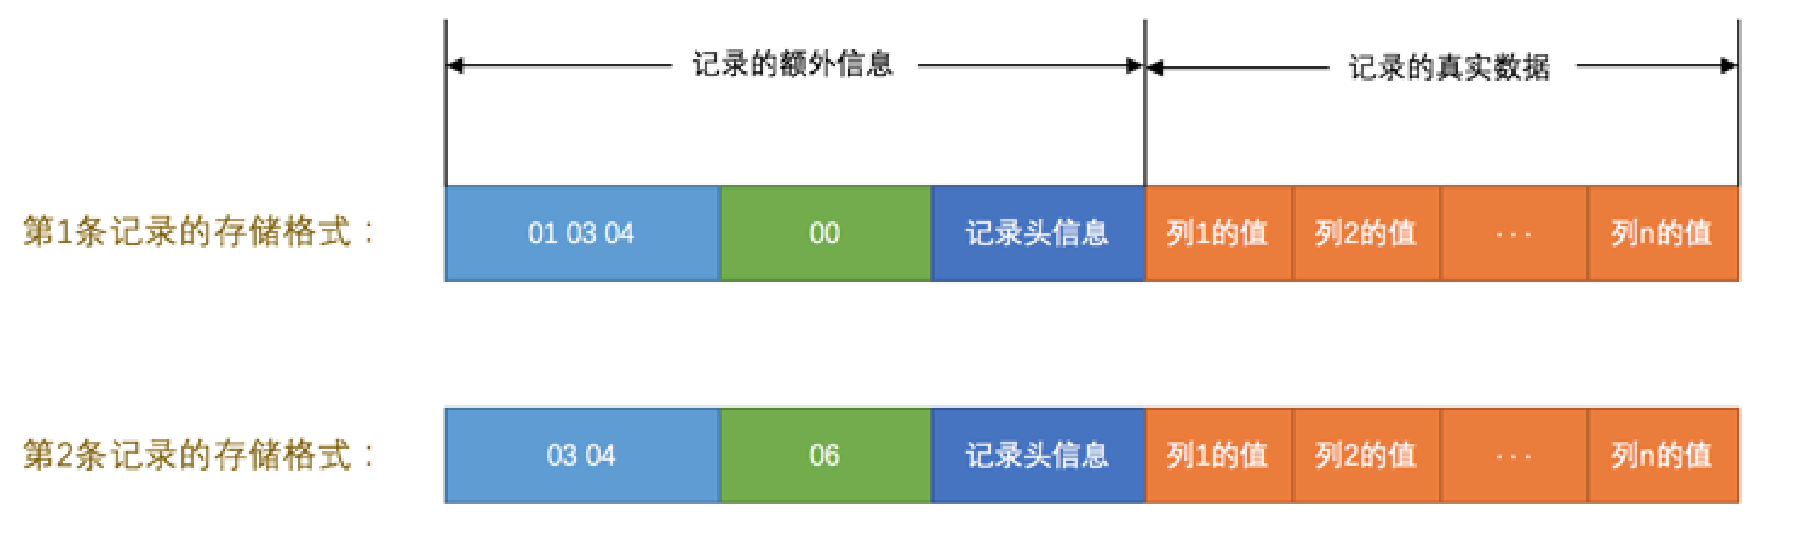 记录的额外信息 记录的真实数据
第1条记录的存储格式： 01 03 04 00 记录头信息 列1的值 列2的值 ... 列n的值
第2条记录的存储格式： 03 04 06 记录头信息 列1的值 列2的值 ... 列n的值